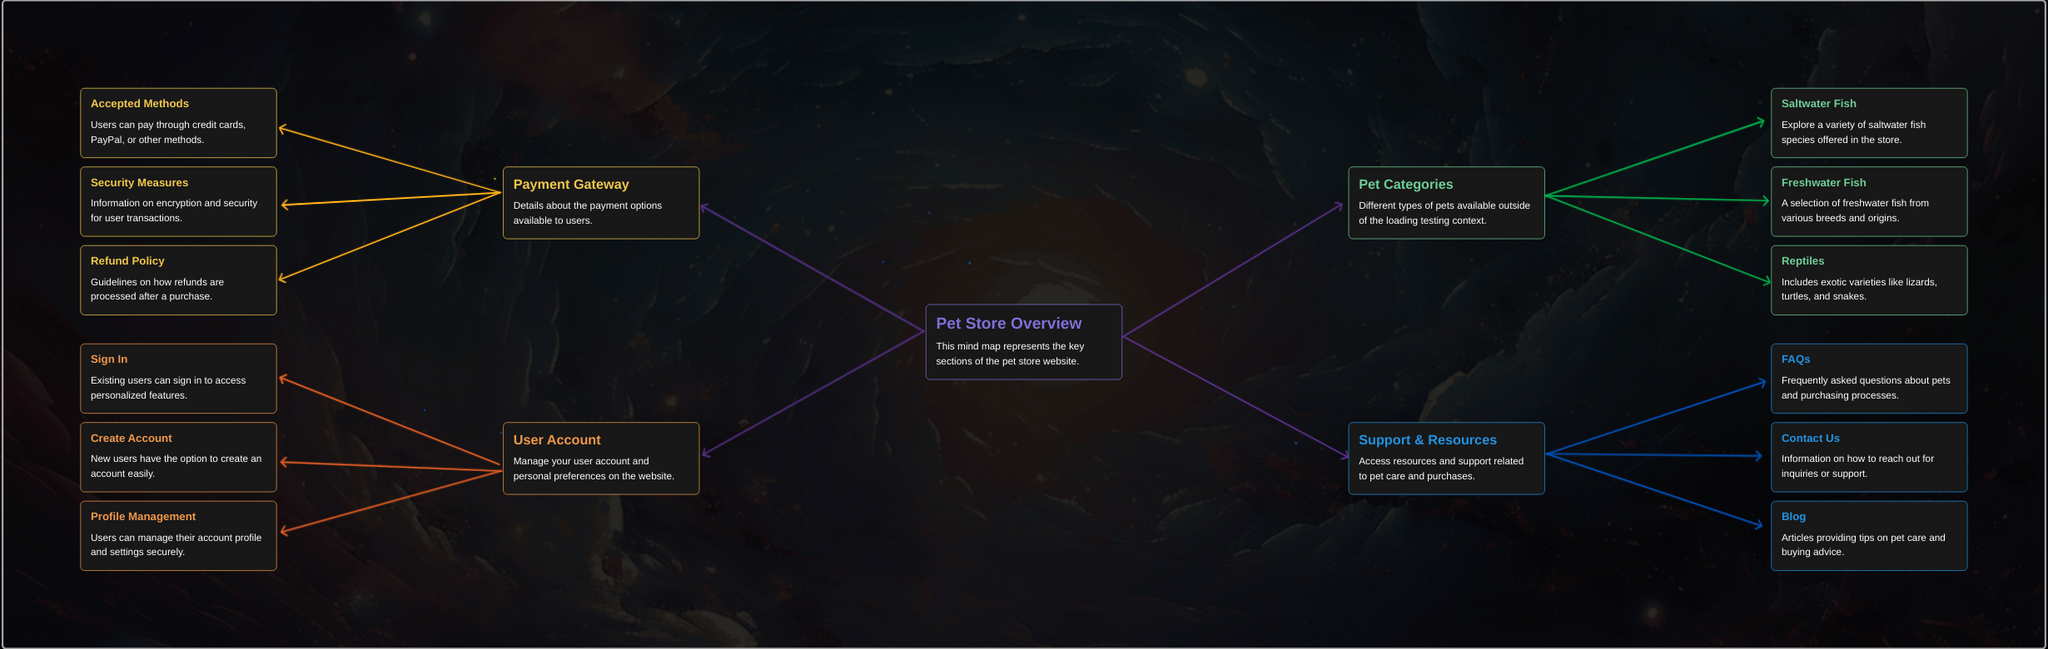 Accepted Methods
Users can pay through credit cards,
PayPal, or other methods.
Security Measures
Information on encryption and security
for user transactions.
Refund Policy
Guidelines on how refunds are
processed after a purchase.
Sign In
Existing users can sign in to access
personalized features.
Create Account
New users have the option to create an
account easily.
Profile Management
Users can manage their account profile
and settings securely.
Payment Gateway
Details about the payment options
available to users.
User Account
Manage your user account and
personal preferences on the website.
Pet Store Overview
This mind map represents the key
sections of the pet store website.
Pet Categories
Different types of pets available outside
of the loading testing context.
Support & Resources
Access resources and support related
to pet care and purchases.
Saltwater Fish
Explore a variety of saltwater fish
species offered in the store.
Freshwater Fish
A selection of freshwater fish from
various breeds and origins.
Reptiles
Includes exotic varieties like lizards,
turtles, and snakes.
FAQs
Frequently asked questions about pets
and purchasing processes.
Contact Us
Information on how to reach out for
inquiries or support.
Blog
Articles providing tips on pet care and
buying advice.